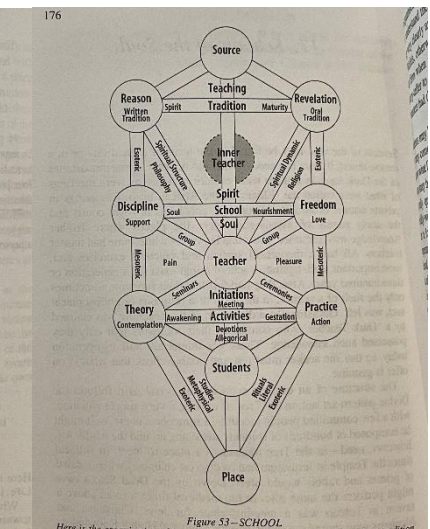 176
Source
Teaching
Reason
Written
Tradition
Spirit
Tradition
Maturity
Revelation
Oral
Tradition
Inner
Teacher
Esoteric
Spiritual Structure
Philosophy
Spiritual Dynamic
Religion
Esoteric
Spirit
Discipline
Support
Soul
School
Nourishment
Freedom
Love
Soul
Group
Group
Mesoteric
Pain
Teacher
Pleasure
Mesoteric
Seminars
Ceremonies
Initiations
Meeting
Theory
Contemplation
Awakening
Activities
Gestation
Practice
Action
Devotions
Allegorical
Students
Studies
Metaphysical
Exoteric
Rituals
Literal
Exoteric
Place
Figure 53—SCHOOL
Here is the